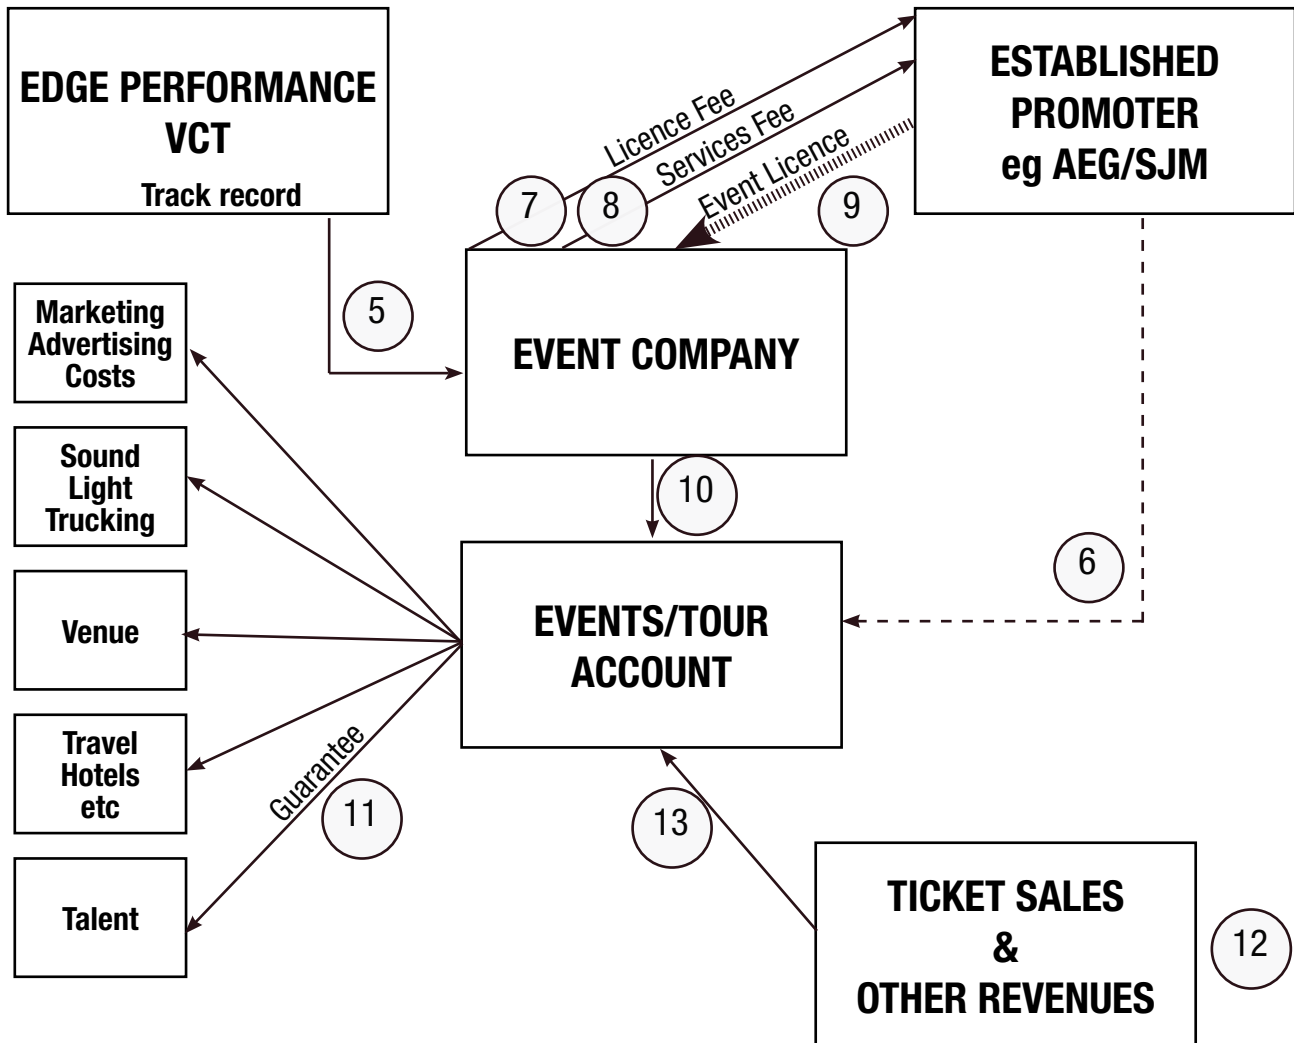 EDGE PERFORMANCE
VCT
Track record
ESTABLISHED
PROMOTER
eg AEG/SJM
Licence Fee
Services Fee
Event Licence
7
8
9
5
EVENT COMPANY
Marketing
Advertising
Costs
Sound
Light
Trucking
10
6
Venue
EVENTS/TOUR
ACCOUNT
Travel
Hotels
etc
Guarantee
11
13
Talent
TICKET SALES
&
OTHER REVENUES
12